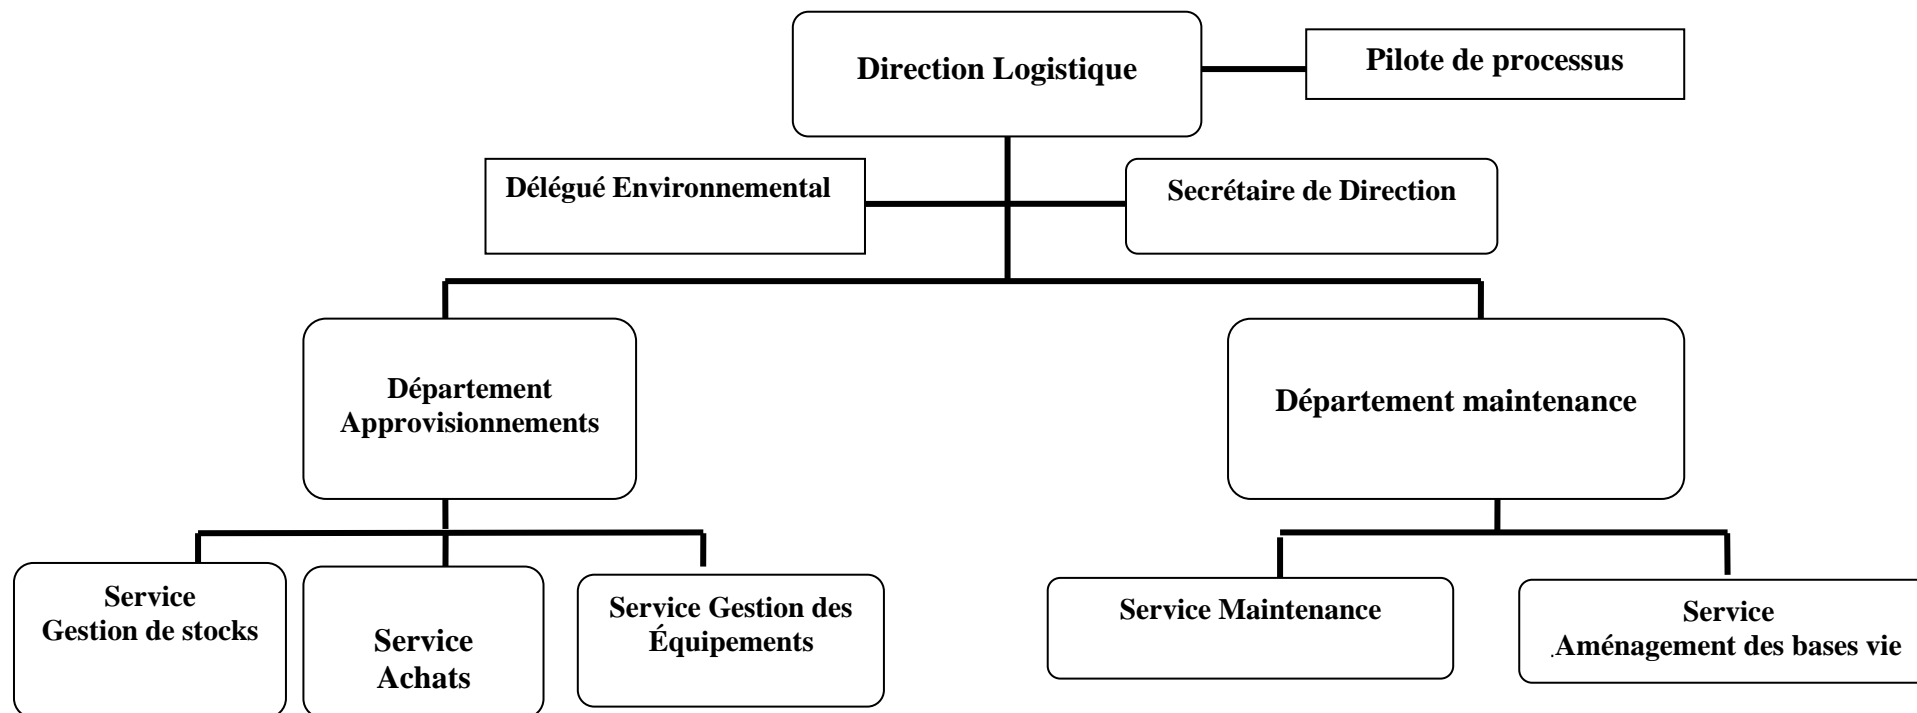 Direction Logistique
Pilote de processus
Délégué Environnemental
Secrétaire de Direction
Département
Approvisionnements
Département maintenance
Service
Gestion de stocks
Service
Achats
Service Gestion des
Équipements
Service Maintenance
Service
.Aménagement des bases vie